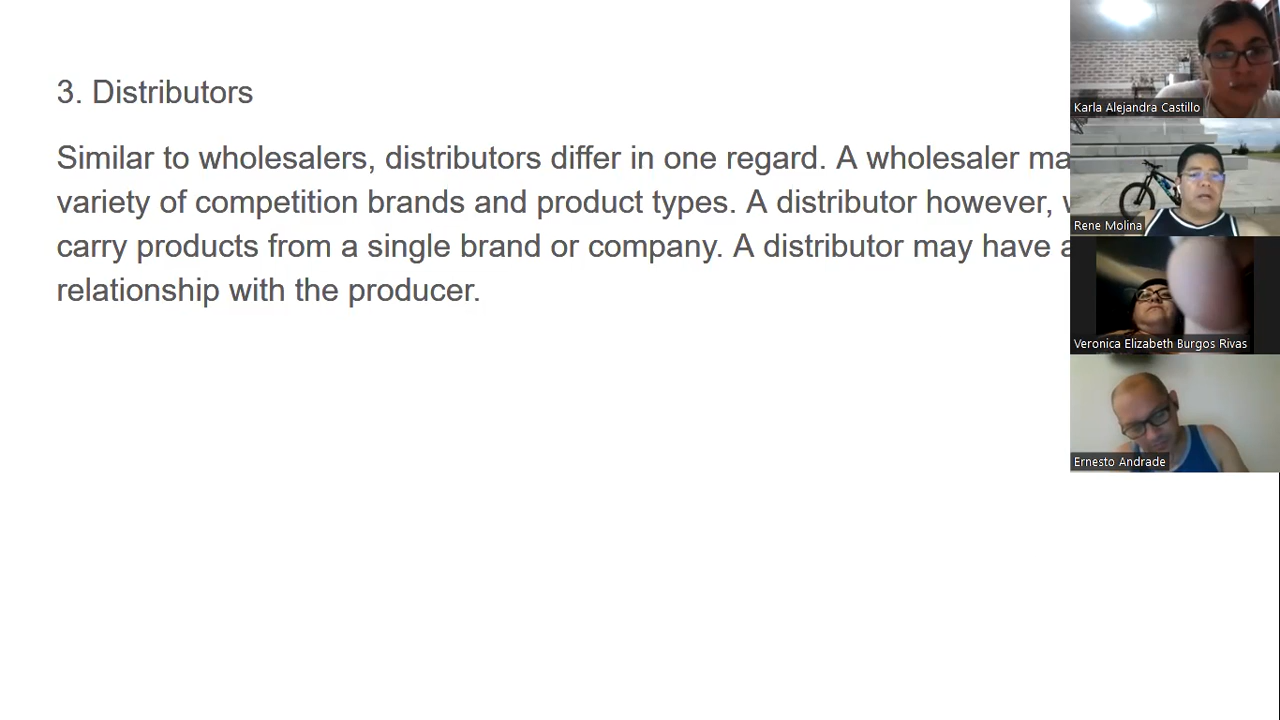 3. Distributors
Similar to wholesalers, distributors differ in one regard. A wholesaler
variety of competition brands and product types. A distributor however,
carry products from a single brand or company. A distributor may have
relationship with the producer.
Karla Alejandra Castillo
Rene Molina
Veronica Elizabeth Burgos Rivas
Ernesto Andrade